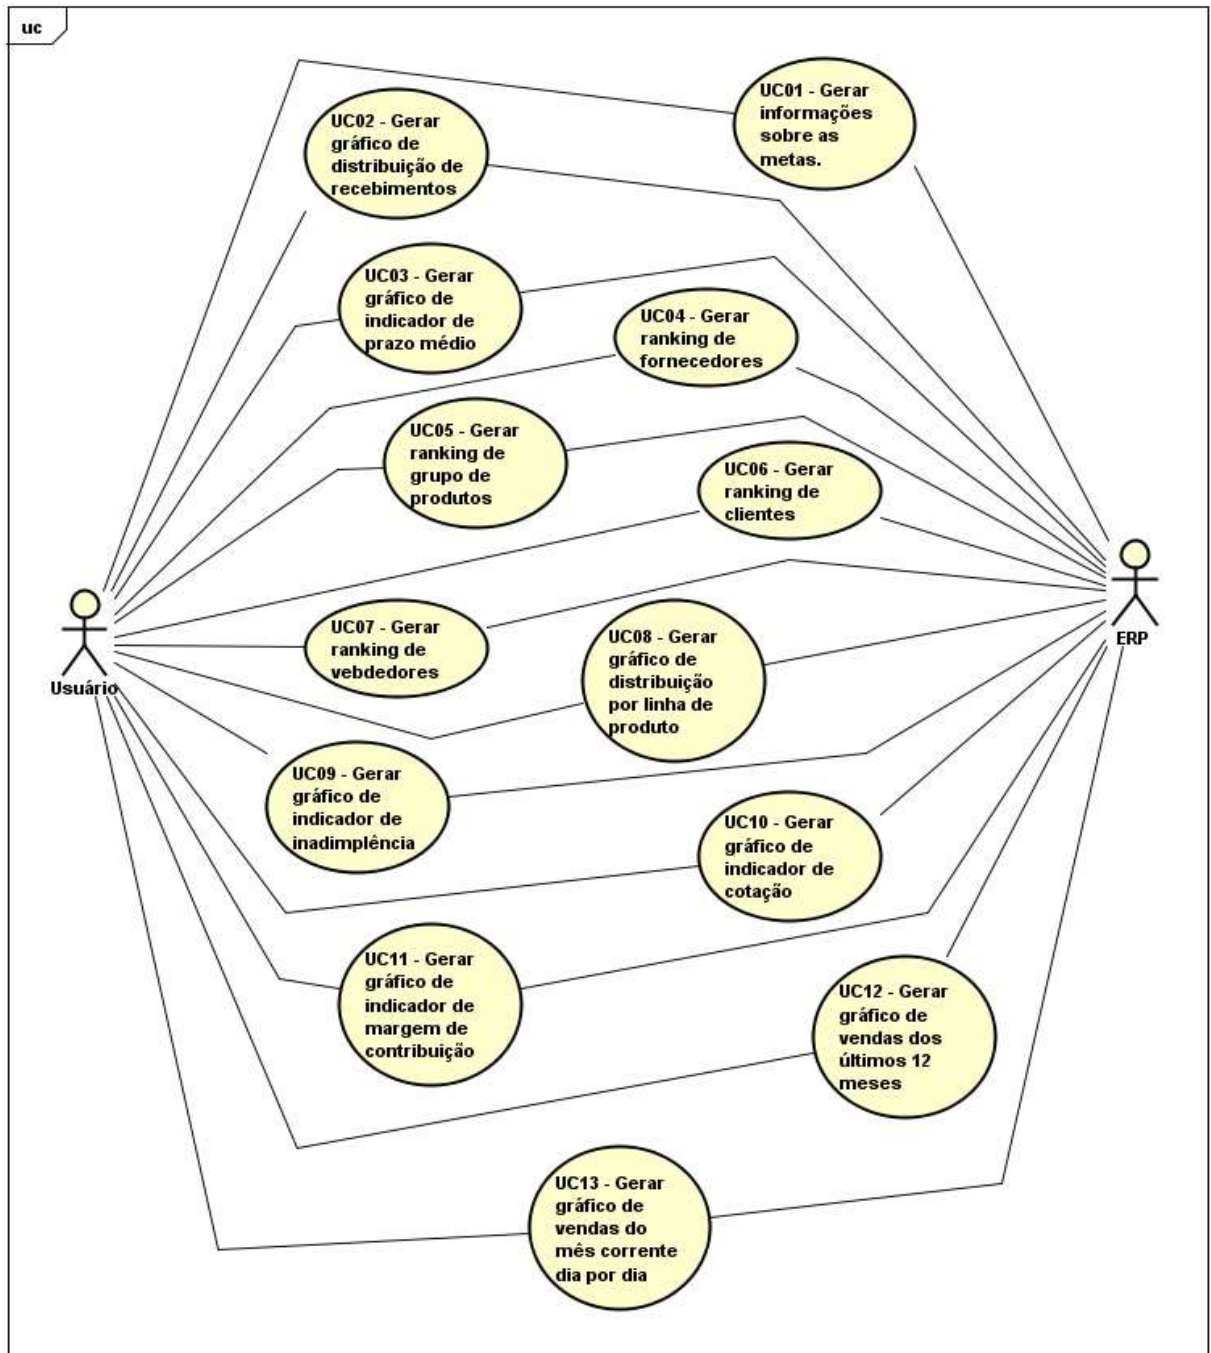 uc
UC01 - Gerar
informações
sobre as
metas.
UC02 - Gerar
gráfico de
distribuição de
recebimentos
UC03 - Gerar
gráfico de
indicador de
prazo médio
UC04 - Gerar
ranking de
fornecedores
UC05 - Gerar
ranking de
grupo de
produtos
UC06 - Gerar
ranking de
clientes
ERP
Usuário
UC07 - Gerar
ranking de
vebdedores
UC08 - Gerar
gráfico de
distribuição
por linha de
produto
UC09 - Gerar
gráfico de
indicador de
inadimplência
UC10 - Gerar
gráfico de
indicador de
cotação
UC11 - Gerar
gráfico de
indicador de
margem de
contribuição
UC12 - Gerar
gráfico de
vendas dos
últimos 12
meses
UC13 - Gerar
gráfico de
vendas do
mês corrente
dia por dia